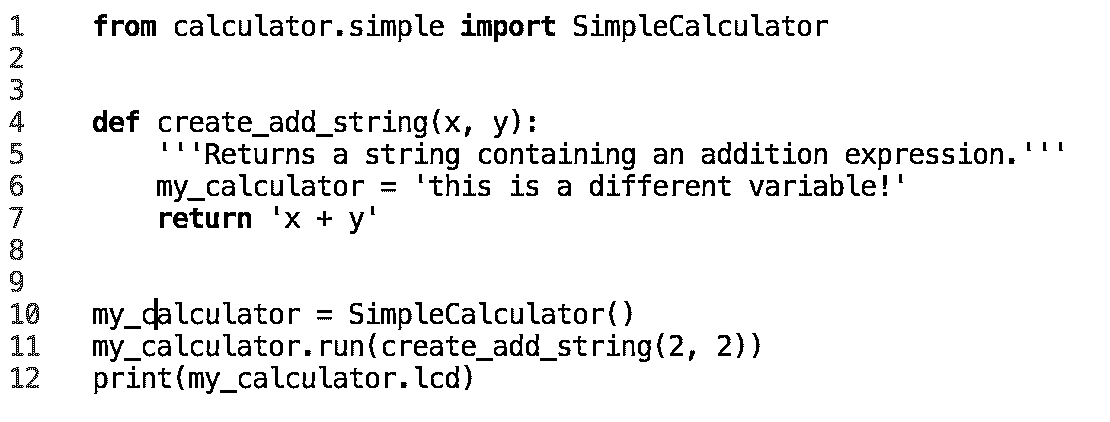 1 from calculator.simple import SimpleCalculator
2
3
4 def create_add_string(x, y):
5     '''Returns a string containing an addition expression.'''
6     my_calculator = 'this is a different variable!'
7     return 'x + y'
8
9
10 my_calculator = SimpleCalculator()
11 my_calculator.run(create_add_string(2, 2))
12 print(my_calculator.lcd)